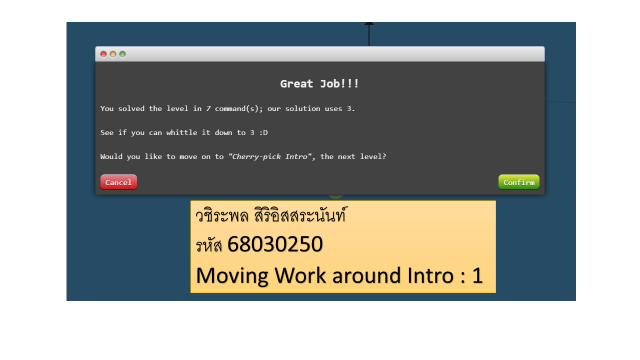 Great Job!!!
You solved the level in 7 command(s); our solution uses 3.
See if you can whittle it down to 3 :D
Would you like to move on to "Cherry-pick Intro", the next level?
Cancel
Confirm
วชิระพล สิริอิสสระนันท์
รหัส 68030250
Moving Work around Intro : 1